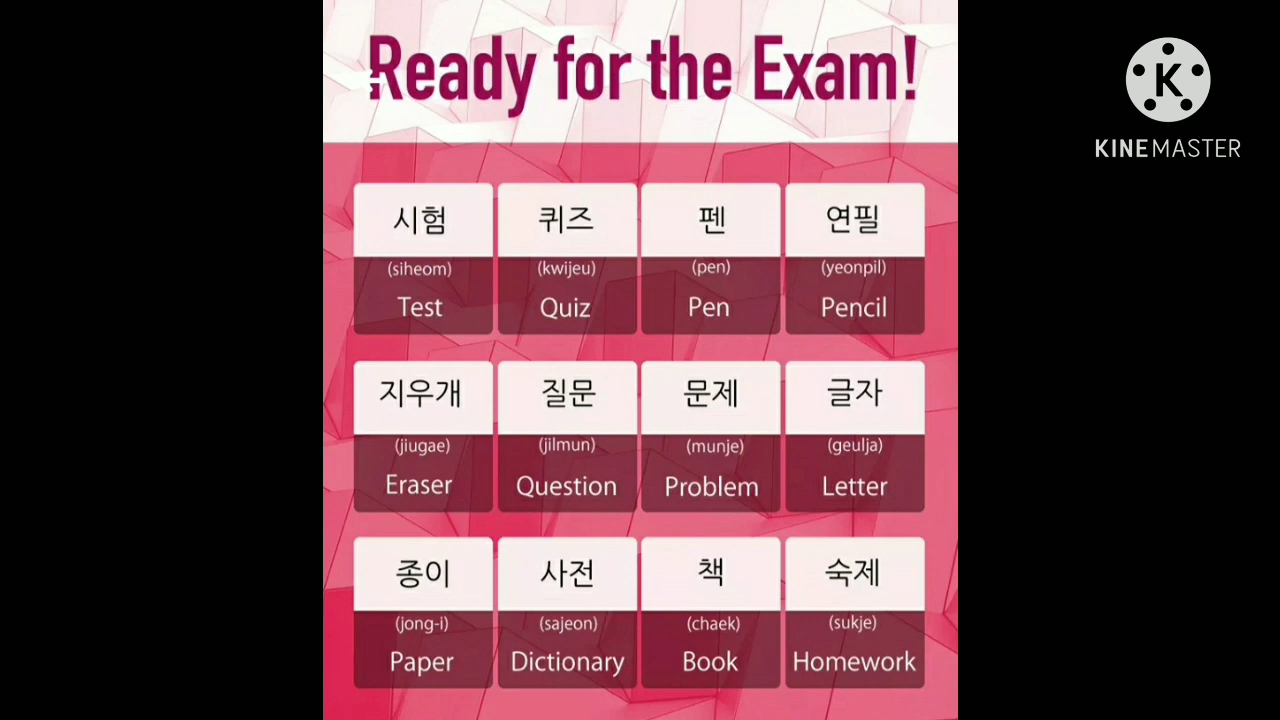 Ready for the Exam!
KINEMASTER
시험
(siheom)
Test
퀴즈
(kwijeu)
Quiz
펜
(pen)
Pen
연필
(yeonpil)
Pencil
지우개
(jiugae)
Eraser
질문
(jilmun)
Question
문제
(munje)
Problem
글자
(geulja)
Letter
종이
(jong-i)
Paper
사전
(sajeon)
Dictionary
책
(chaek)
Book
숙제
(sukje)
Homework